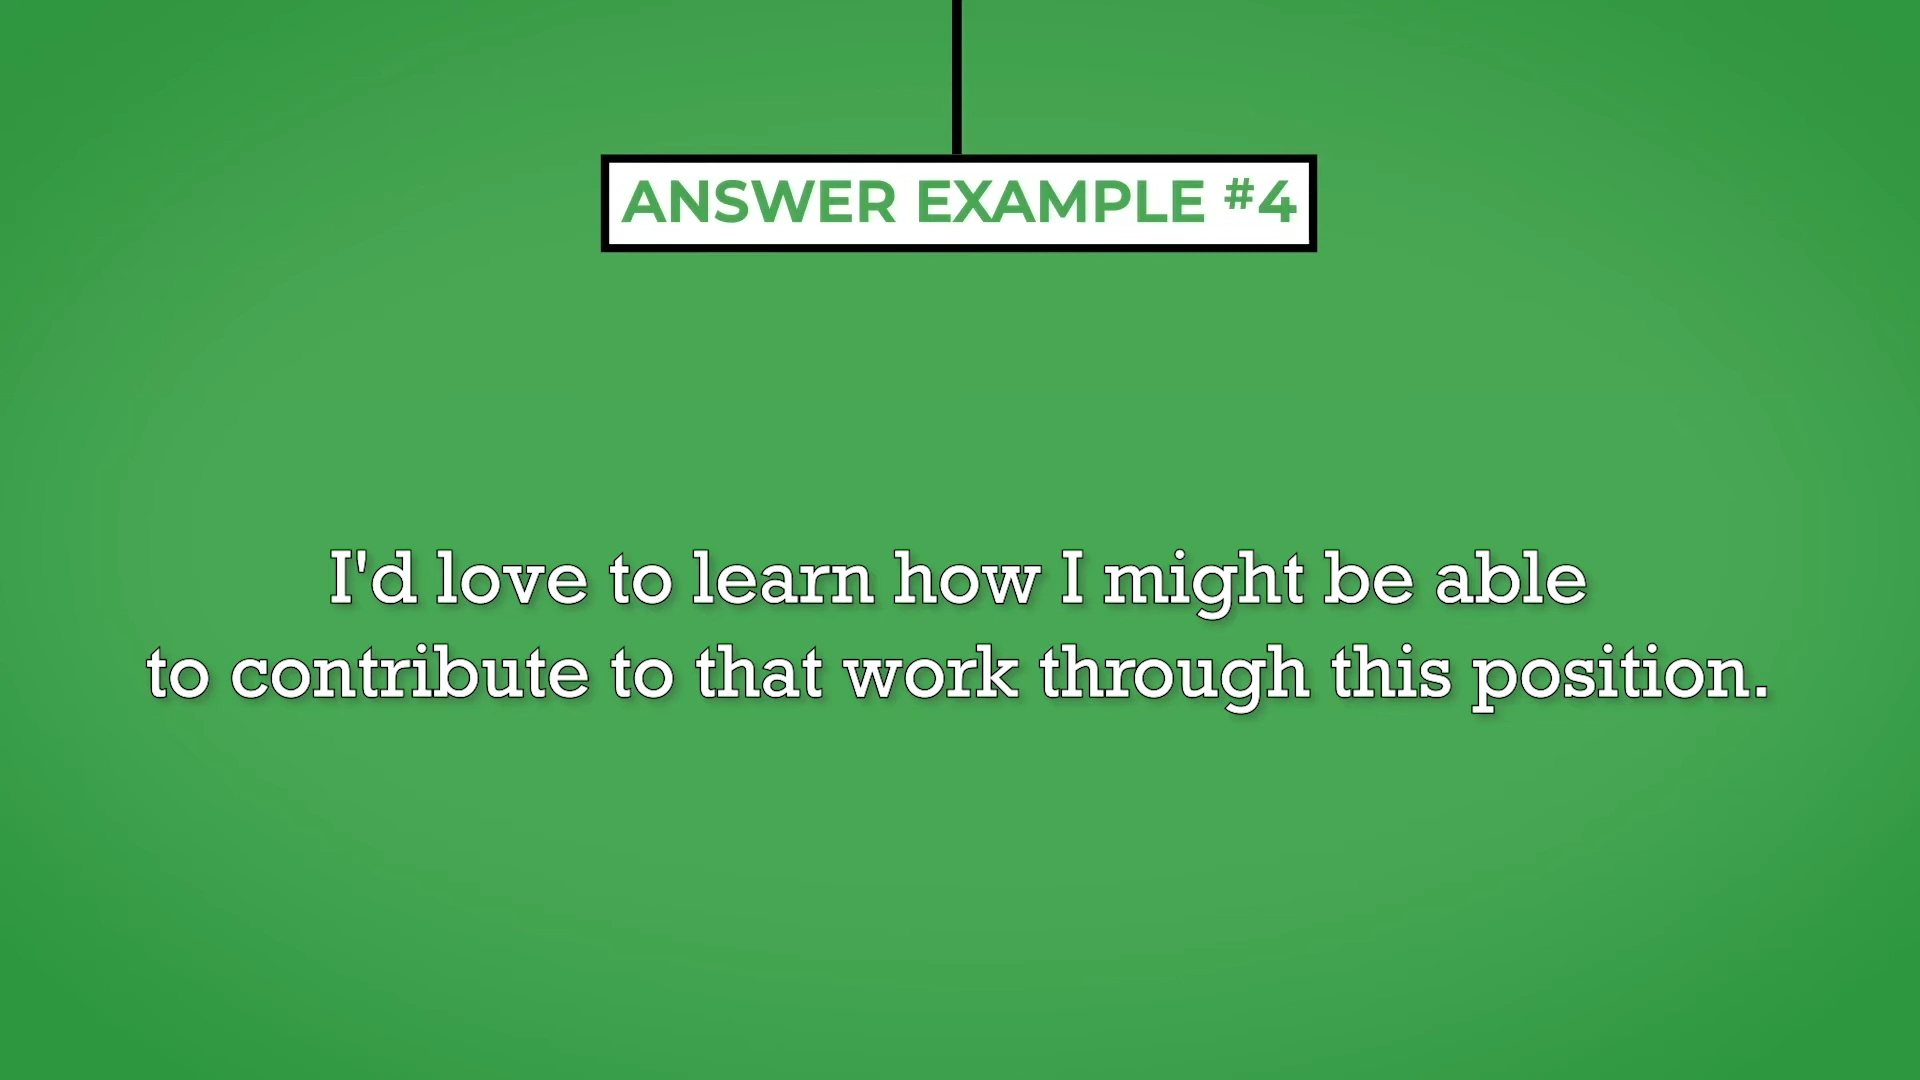 ANSWER EXAMPLE #4
I'd love to learn how I might be able
to contribute to that work through this position.